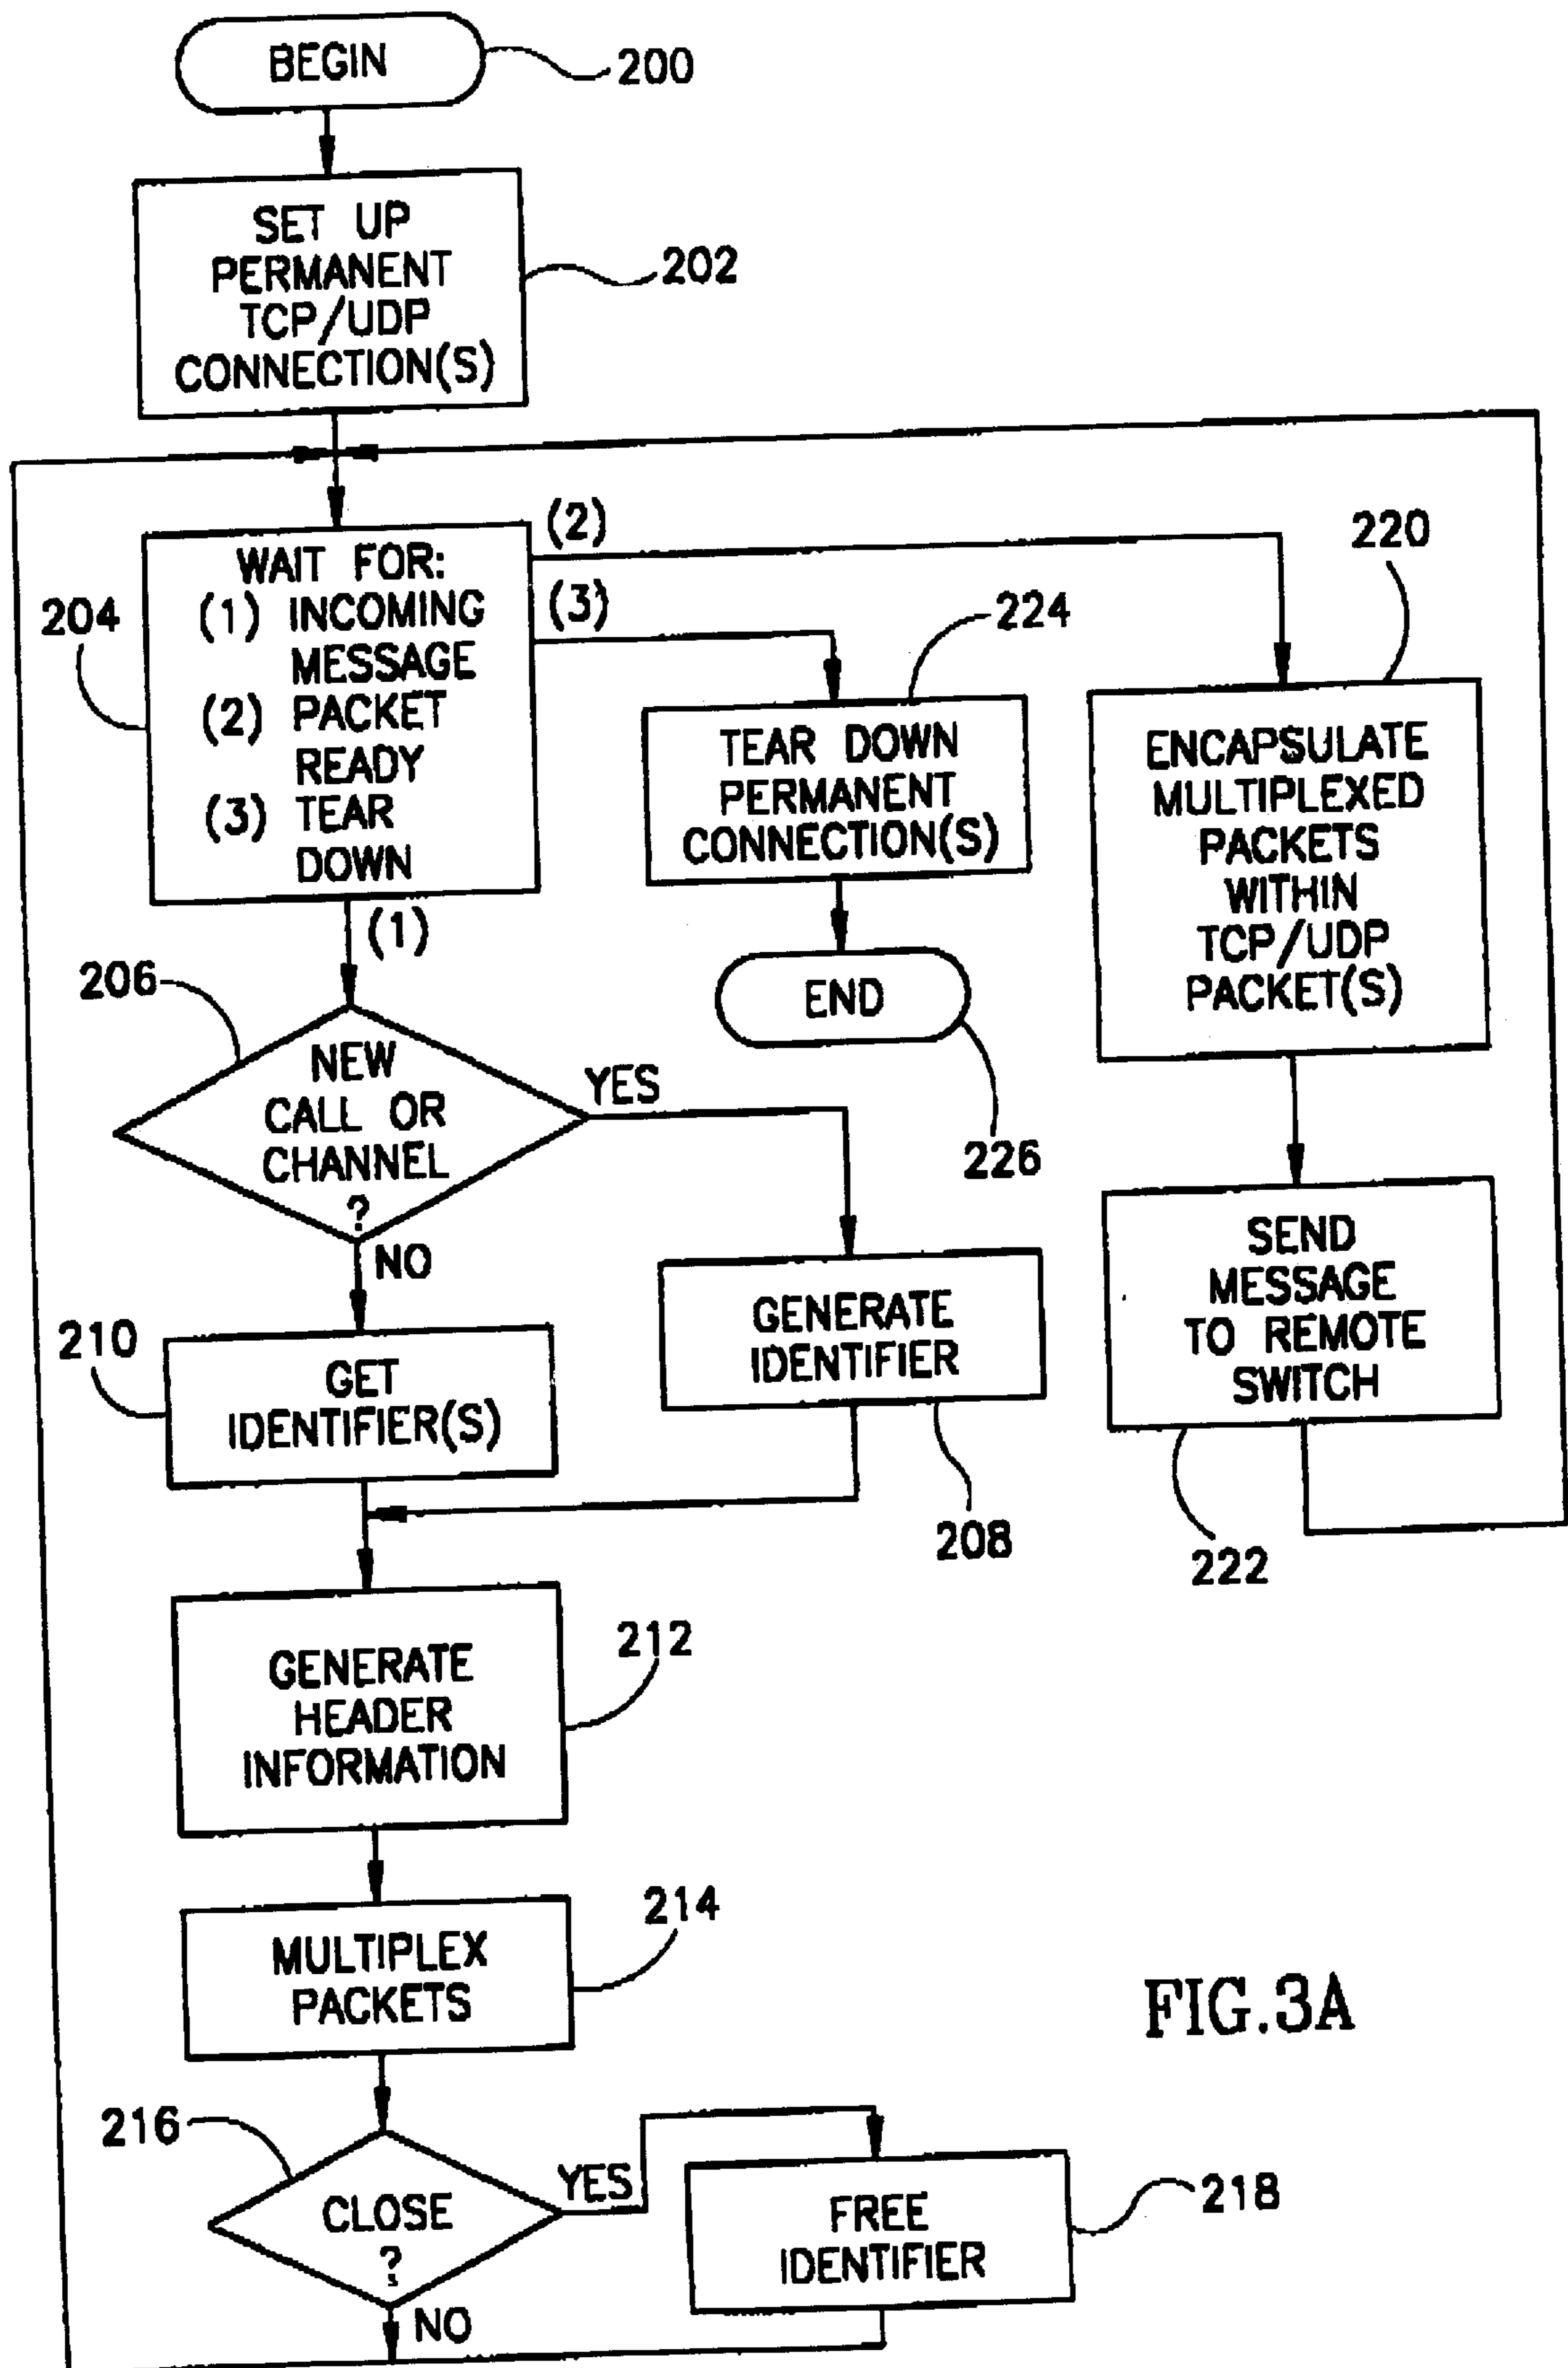 BEGIN
200
SET UP
PERMANENT
TCP/UDP
CONNECTION(S)
202
204
WAIT FOR:
(1) INCOMING
MESSAGE
(2) PACKET
READY
(3) TEAR
DOWN
(2)
(3)
(1)
224
TEAR DOWN
PERMANENT
CONNECTION(S)
END
226
220
ENCAPSULATE
MULTIPLEXED
PACKETS
WITHIN
TCP/UDP
PACKET(S)
SEND
MESSAGE
TO REMOTE
SWITCH
222
206
NEW
CALL OR
CHANNEL
?
YES
NO
GENERATE
IDENTIFIER
208
210
GET
IDENTIFIER(S)
GENERATE
HEADER
INFORMATION
212
MULTIPLEX
PACKETS
214
216
CLOSE
?
YES
NO
FREE
IDENTIFIER
218
FIG.3A